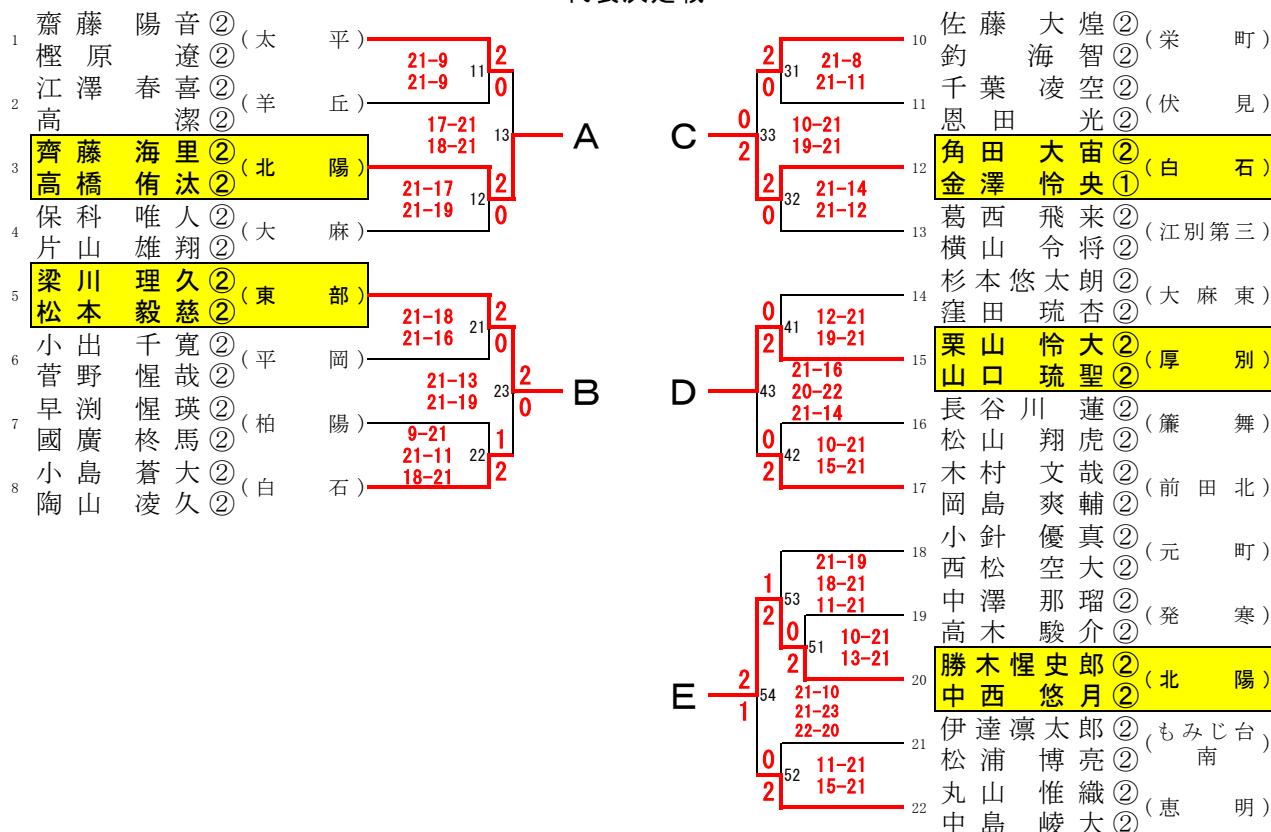 1 齋藤 陽音② (太平)
樫原 遼②
2 江澤 春喜② (羊丘)
高 潔②
3 齊藤 海里② (北陽)
高橋 侑汰②
4 保科 唯人② (大麻)
片山 雄翔②
5 梁川 理久② (東部)
松本 毅慈②
6 小出 千寛② (平岡)
菅野 惺哉②
7 早渕 惺瑛② (柏陽)
國廣 柊馬②
8 小島 蒼大② (白石)
陶山 凌久②
21-9
21-9
11
2
0
17-21
18-21
13
A
21-17
21-19
12
2
0
21-18
21-16
21
2
0
21-13
21-19
23
2
0
B
9-21
21-11
18-21
22
1
2
C
0
2
33
10-21
19-21
2
0
31
21-8
21-11
2
0
32
21-14
21-12
D
43
21-16
20-22
21-14
0
2
41
12-21
19-21
0
2
42
10-21
15-21
E
2
1
54
21-10
21-23
22-20
1
2
53
21-19
18-21
11-21
0
2
51
10-21
13-21
0
2
52
11-21
15-21
10 佐藤 大煌② (栄町)
釣 海智②
11 千葉 凌空② (伏見)
恩田 光②
12 角田 大宙② (白石)
金澤 怜央①
13 葛西 飛来② (江別第三)
横山 令将②
14 杉本悠太朗② (大麻東)
窪田 琉杏②
15 栗山 怜大② (厚別)
山口 琉聖②
16 長谷川 蓮② (簾舞)
松山 翔虎②
17 木村 文哉② (前田北)
岡島 爽輔②
18 小針 優真② (元町)
西松 空大②
19 中澤 那瑠② (発寒)
高木 駿介②
20 勝木惺史郎② (北陽)
中西 悠月②
21 伊達凛太郎② (もみじ台南)
松浦 博亮②
22 丸山 惟織② (恵明)
中島 崚大②